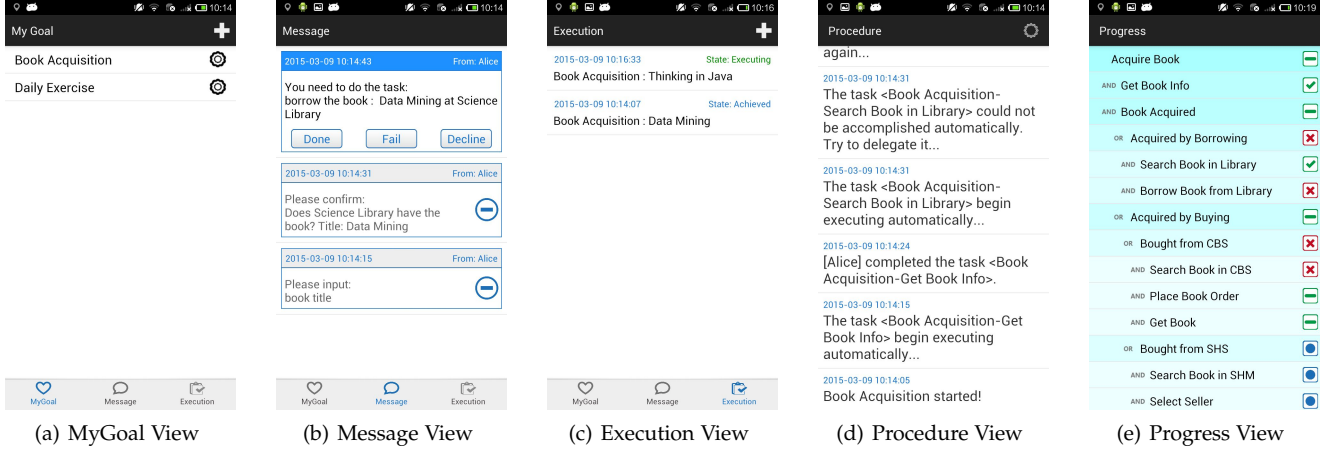 10:14
My Goal
Book Acquisition
Daily Exercise
MyGoal
Message
Execution
(a) MyGoal View
10:14
Message
2015-03-09 10:14:43 From: Alice
You need to do the task:
borrow the book : Data Mining at Science
Library
Done Fail Decline
2015-03-09 10:14:31 From: Alice
Please confirm:
Does Science Library have the
book? Title: Data Mining
2015-03-09 10:14:15 From: Alice
Please input:
book title
MyGoal
Message
Execution
(b) Message View
10:16
Execution
2015-03-09 10:16:33 State: Executing
Book Acquisition : Thinking in Java
2015-03-09 10:14:07 State: Achieved
Book Acquisition : Data Mining
MyGoal
Message
Execution
(c) Execution View
10:14
Procedure
again...
2015-03-09 10:14:31
The task <Book Acquisition-
Search Book in Library> could not
be accomplished automatically.
Try to delegate it...
2015-03-09 10:14:31
The task <Book Acquisition-
Search Book in Library> begin
executing automatically...
2015-03-09 10:14:24
[Alice] completed the task <Book
Acquisition-Get Book Info>.
2015-03-09 10:14:15
The task <Book Acquisition-Get
Book Info> begin executing
automatically...
2015-03-09 10:14:05
Book Acquisition started!
(d) Procedure View
10:19
Progress
Acquire Book
AND Get Book Info
AND Book Acquired
OR Acquired by Borrowing
AND Search Book in Library
AND Borrow Book from Library
OR Acquired by Buying
OR Bought from CBS
AND Search Book in CBS
AND Place Book Order
AND Get Book
OR Bought from SHS
AND Search Book in SHM
AND Select Seller
(e) Progress View